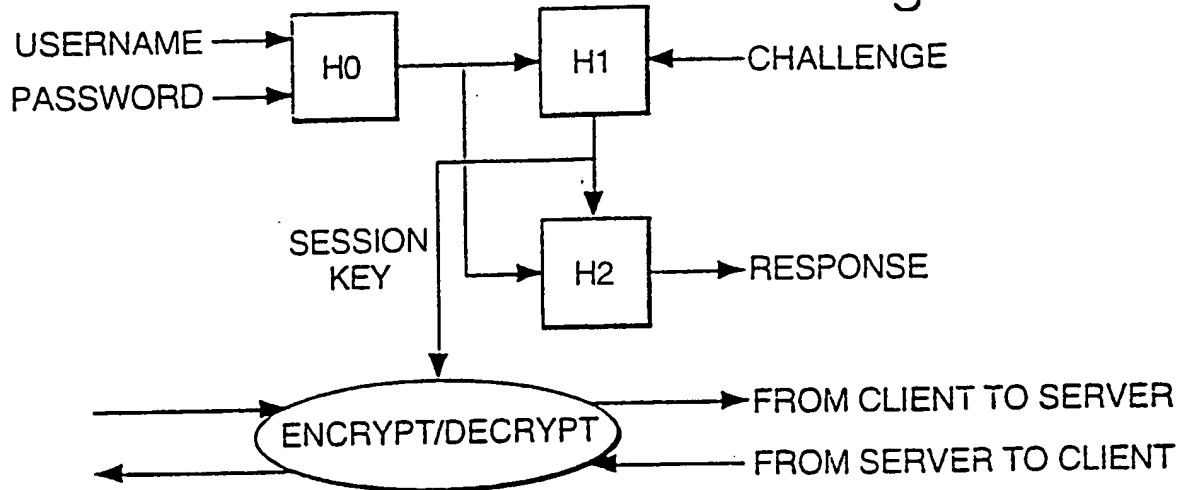 USERNAME
PASSWORD
H0
H1
CHALLENGE
SESSION
KEY
H2
RESPONSE
ENCRYPT/DECRYPT
FROM CLIENT TO SERVER
FROM SERVER TO CLIENT